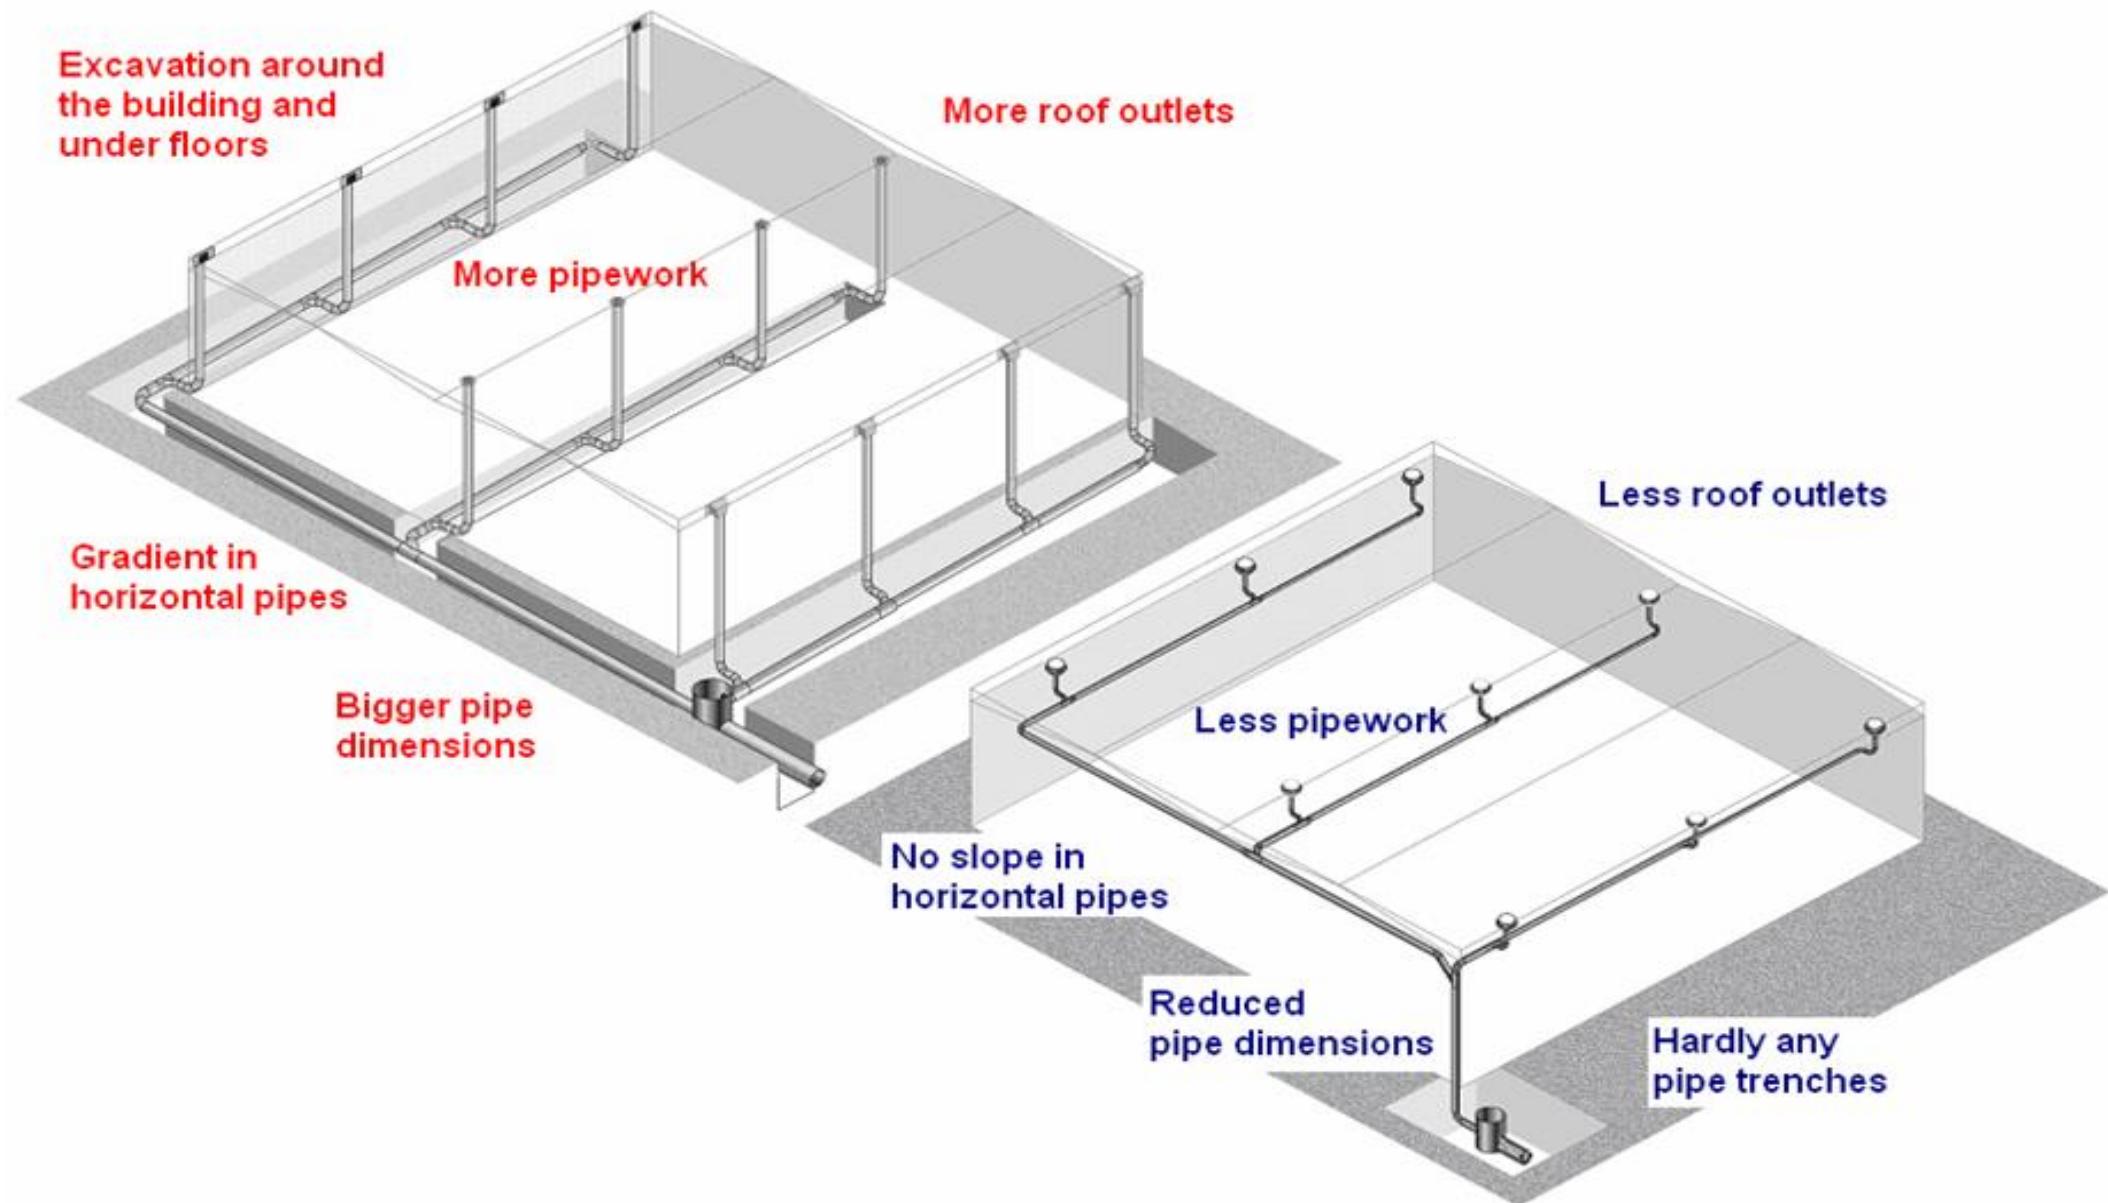 Excavation around
the building and
under floors
More roof outlets
More pipework
Gradient in
horizontal pipes
Bigger pipe
dimensions
Less roof outlets
Less pipework
No slope in
horizontal pipes
Reduced
pipe dimensions
Hardly any
pipe trenches